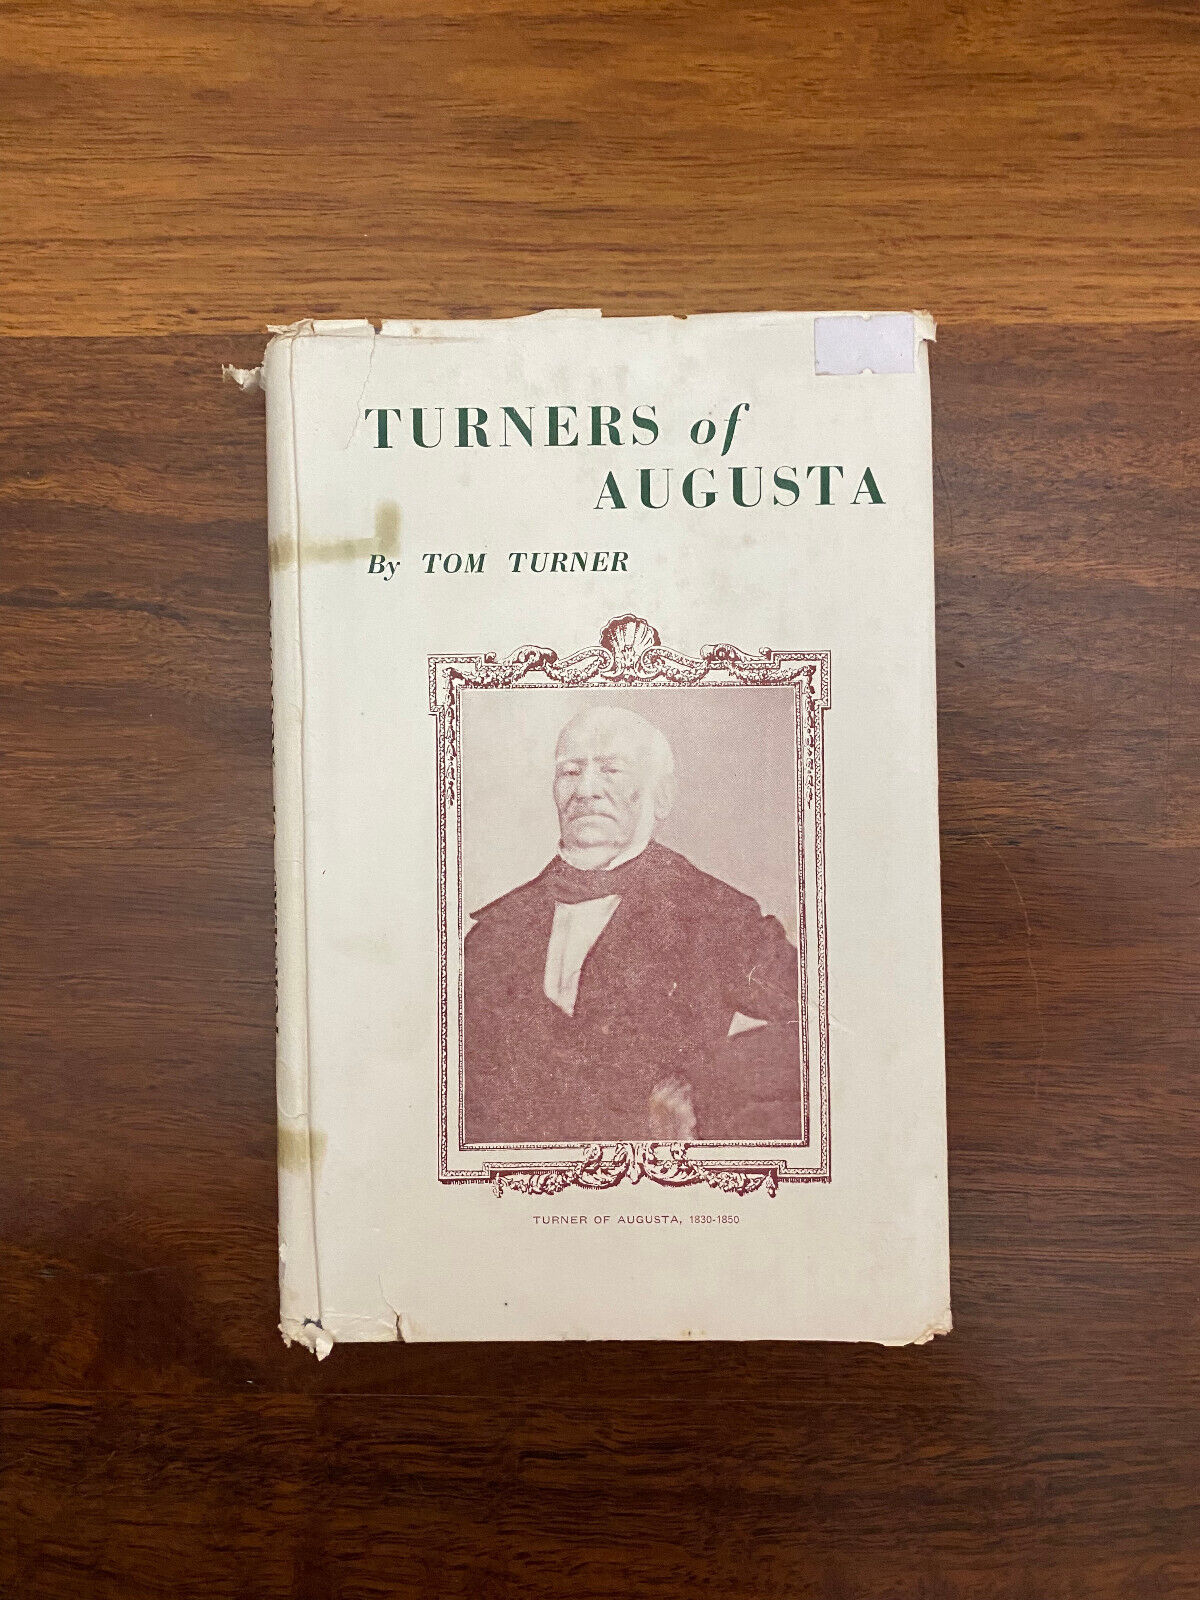 TURNERS of
AUGUSTA
By TOM TURNER
TURNER OF AUGUSTA, 1830-1850